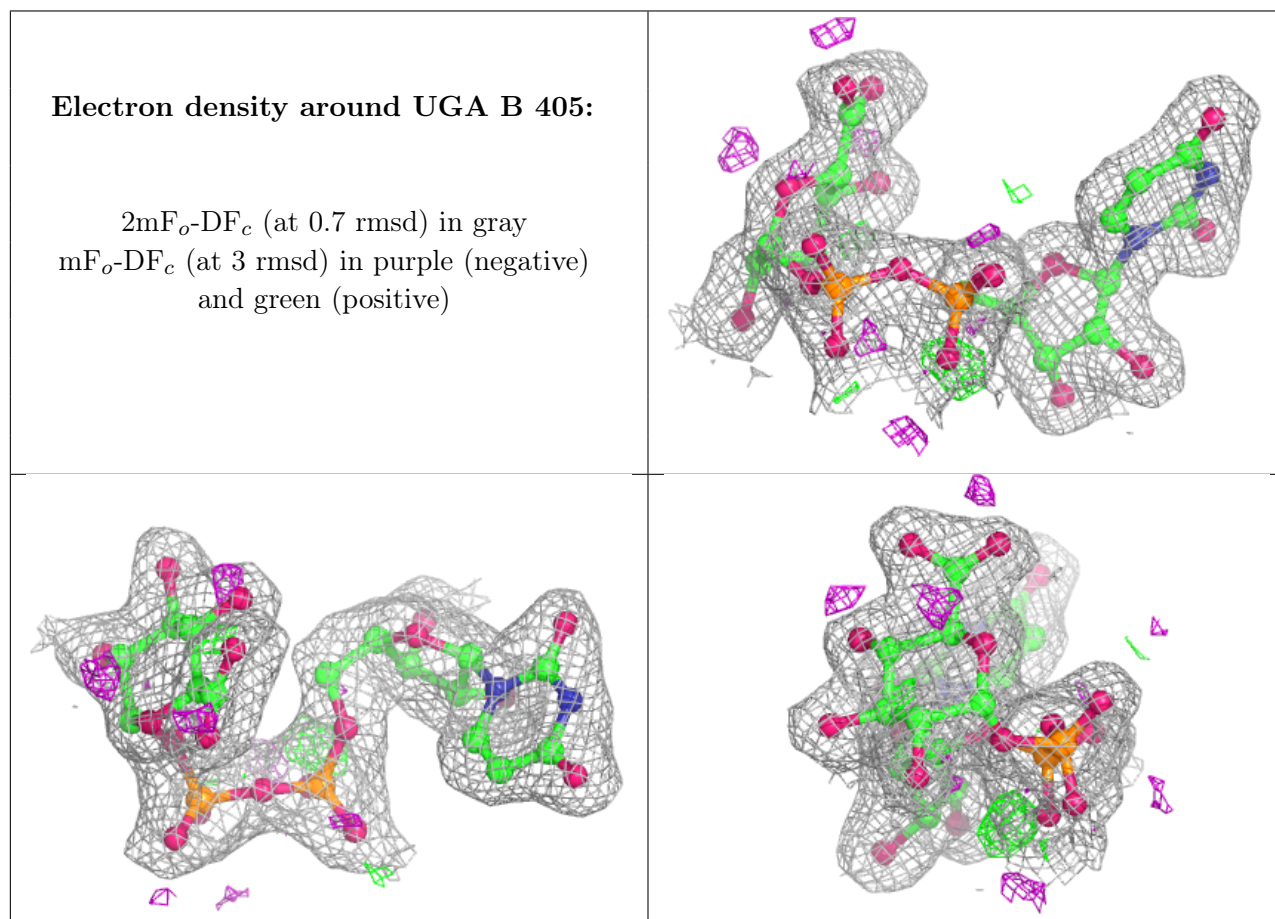 Electron density around UGA B 405:
2mFo-DFc (at 0.7 rmsd) in gray
mFo-DFc (at 3 rmsd) in purple (negative)
and green (positive)